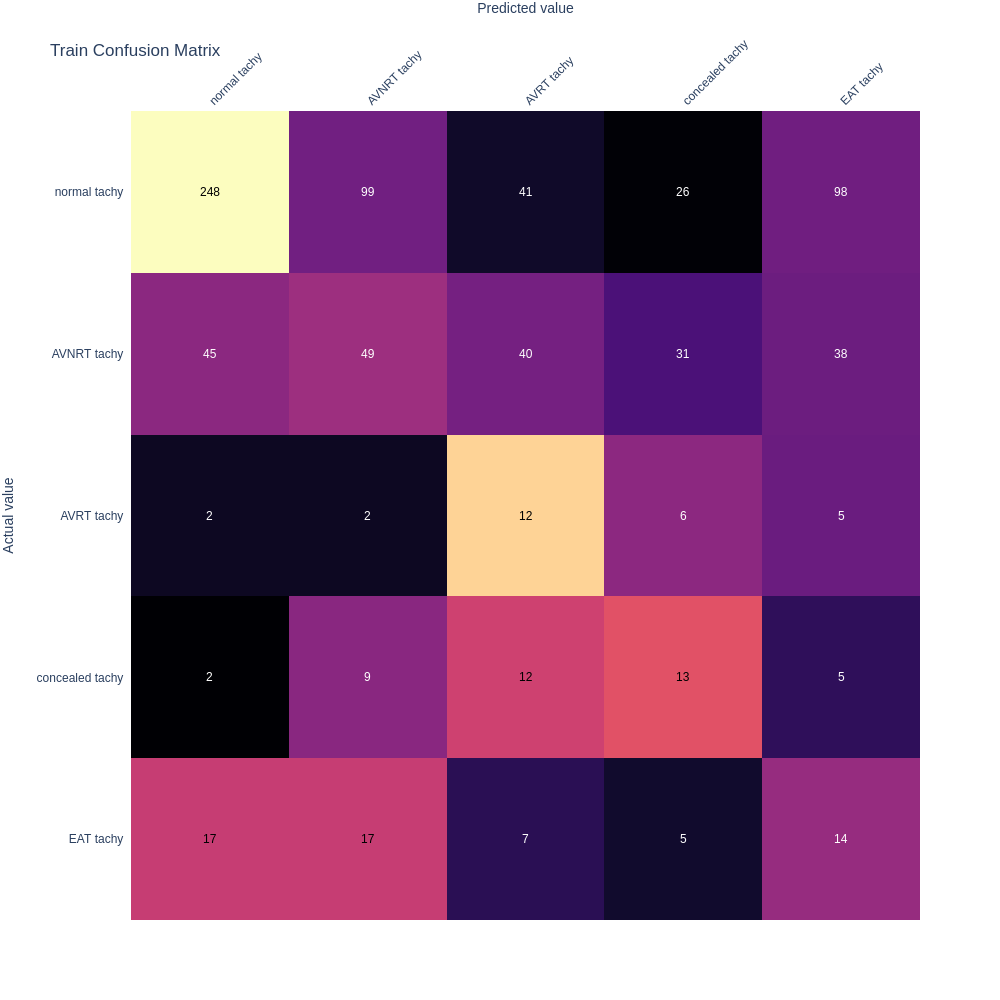 Predicted value
Train Confusion Matrix
normal tachy
AVNRT tachy
AVRT tachy
concealed tachy
EAT tachy
normal tachy 248 99 41 26 98
AVNRT tachy 45 49 40 31 38
AVRT tachy 2 2 12 6 5
concealed tachy 2 9 12 13 5
EAT tachy 17 17 7 5 14
Actual value